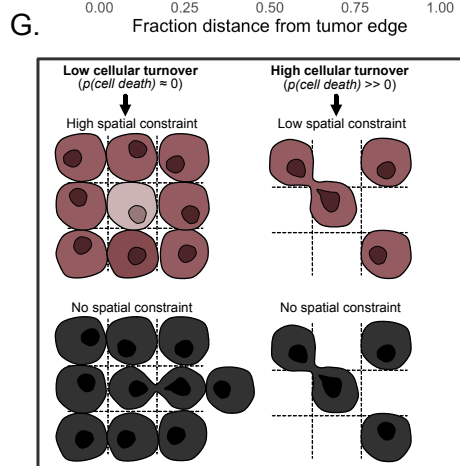 0.00 0.25 0.50 0.75 1.00
G. Fraction distance from tumor edge
Low cellular turnover High cellular turnover
(p(cell death) ≈ 0) (p(cell death) >> 0)
High spatial constraint Low spatial constraint
No spatial constraint No spatial constraint